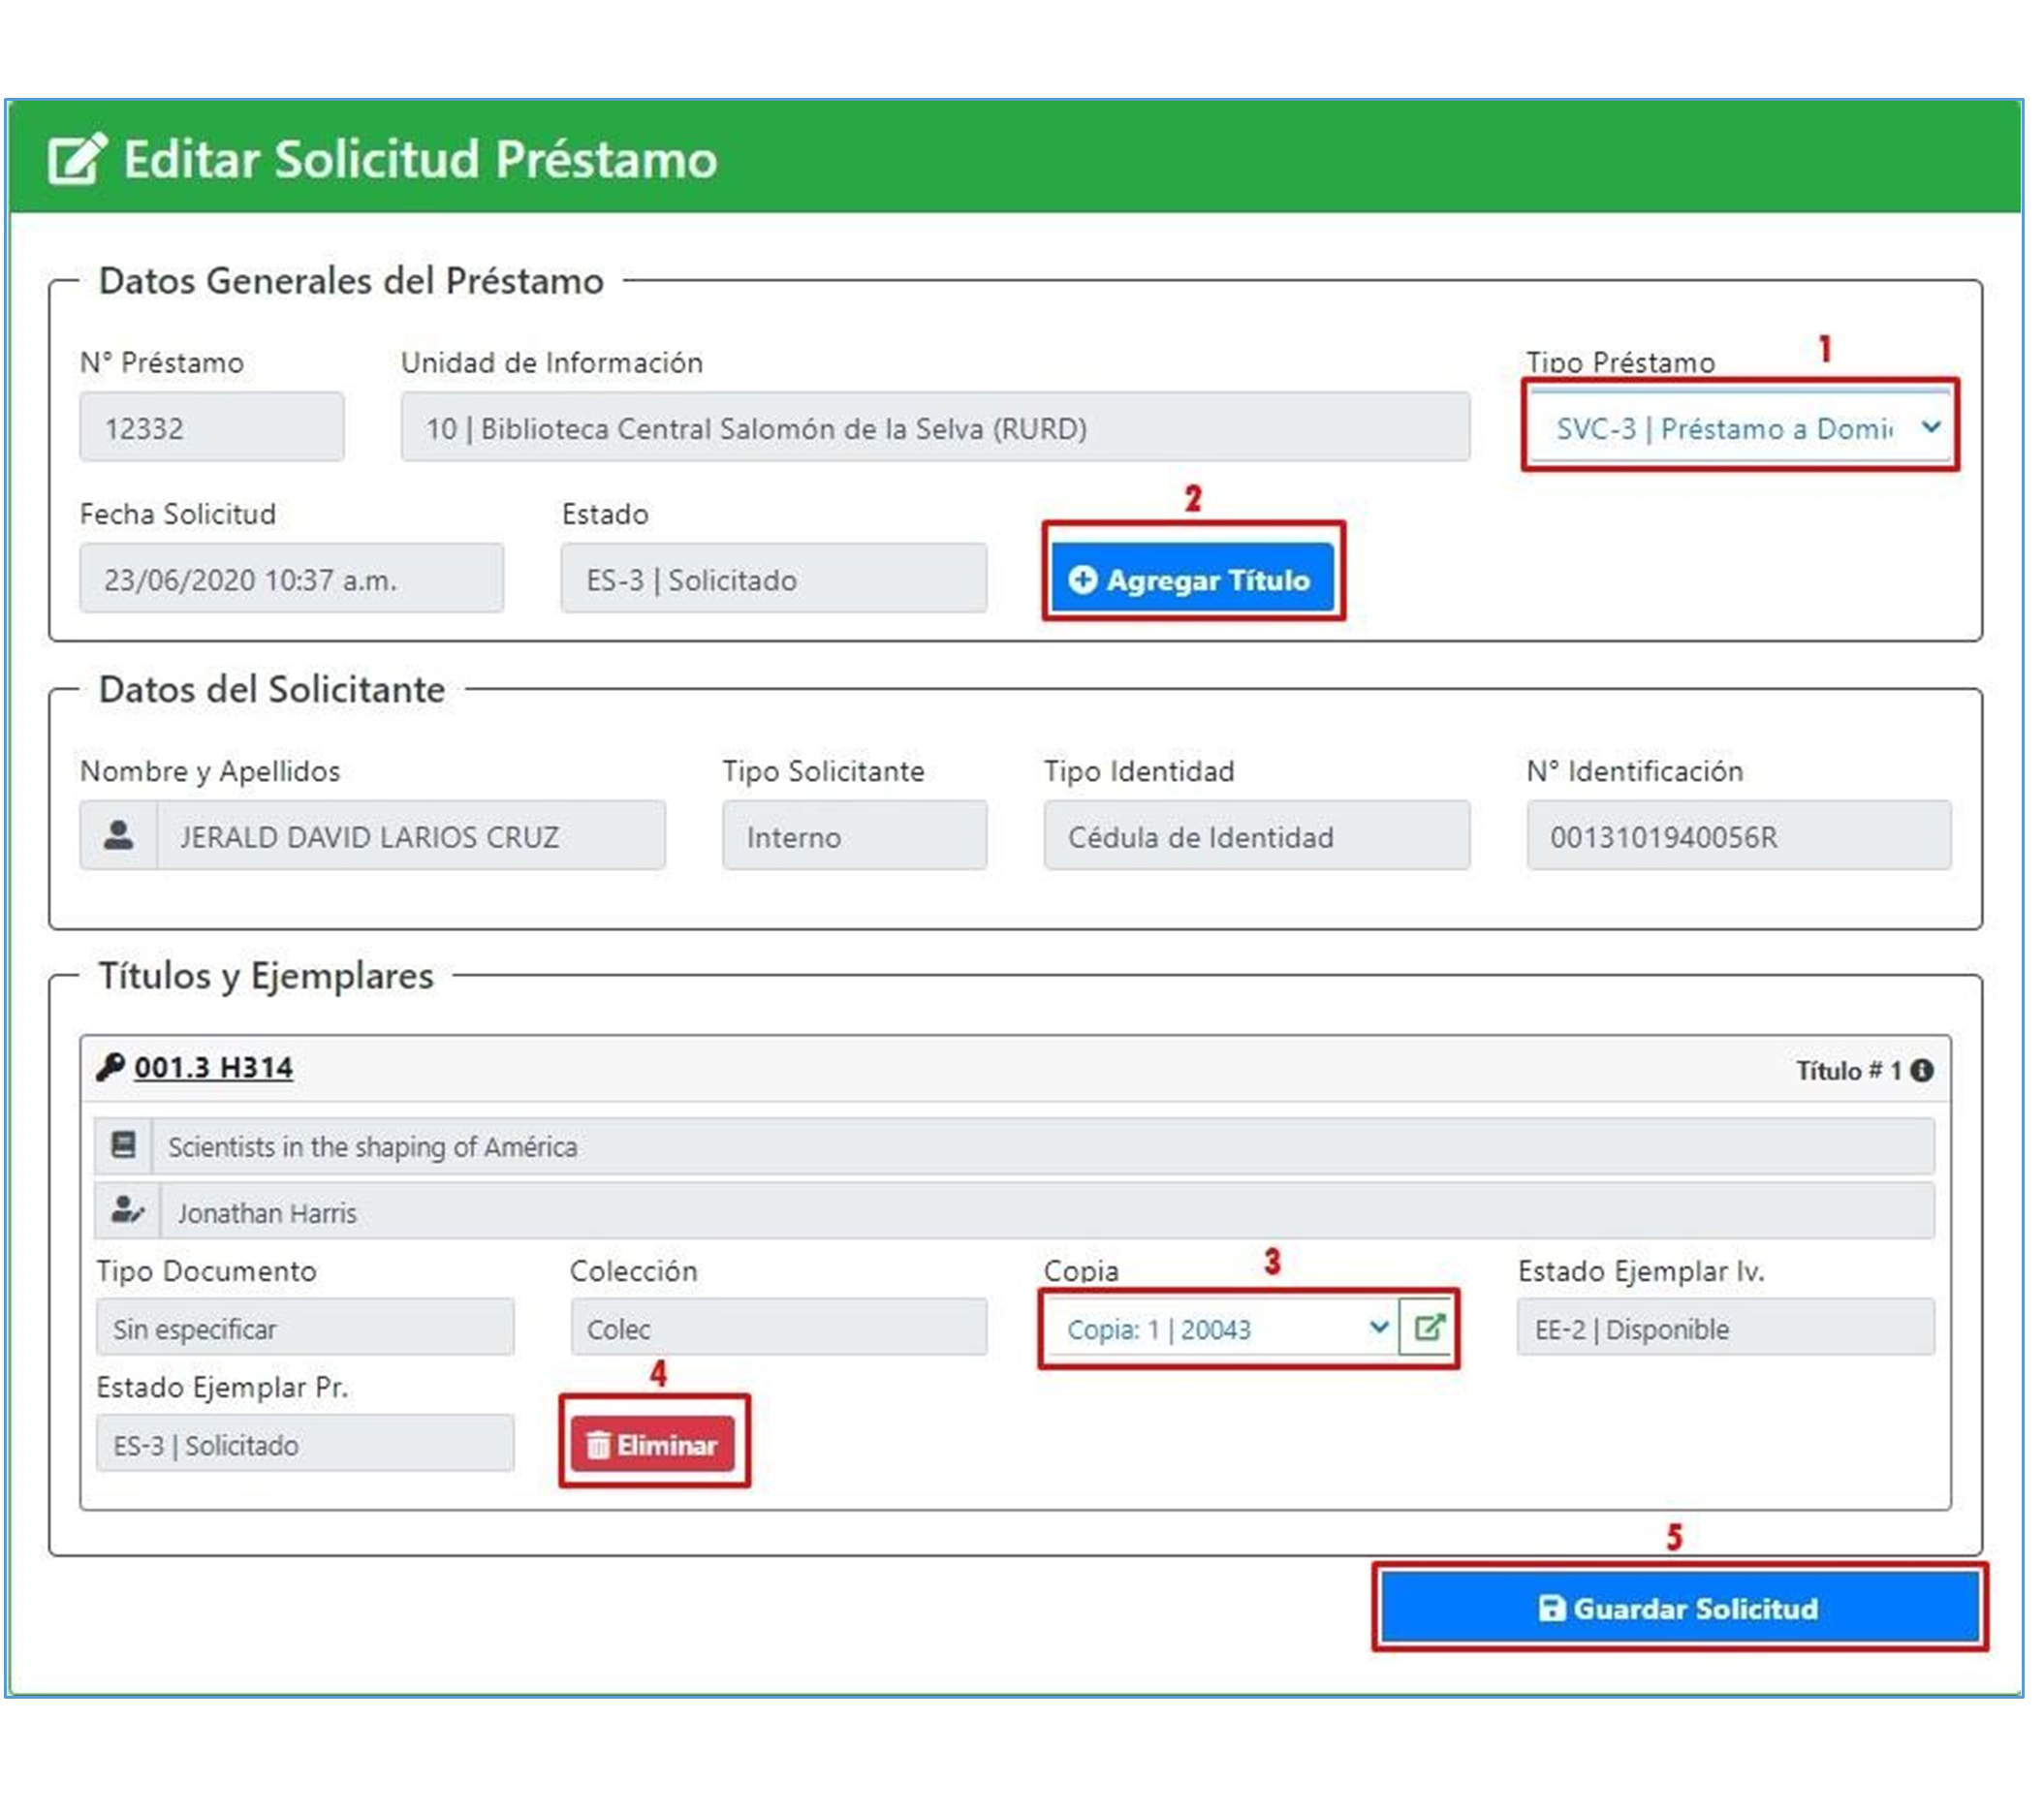 Editar Solicitud Préstamo
Datos Generales del Préstamo
N° Préstamo
Unidad de Información
Tipo Préstamo
1
12332
10 | Biblioteca Central Salomón de la Selva (RURD)
SVC-3 | Préstamo a Domi
Fecha Solicitud
Estado
2
23/06/2020 10:37 a.m.
ES-3 | Solicitado
Agregar Título
Datos del Solicitante
Nombre y Apellidos
Tipo Solicitante
Tipo Identidad
N° Identificación
JERALD DAVID LARIOS CRUZ
Interno
Cédula de Identidad
0013101940056R
Títulos y Ejemplares
001.3 H314
Título # 1
Scientists in the shaping of América
Jonathan Harris
Tipo Documento
Colección
Copia
3
Estado Ejemplar Iv.
Sin especificar
Colec
Copia: 1 | 20043
EE-2 | Disponible
Estado Ejemplar Pr.
4
ES-3 | Solicitado
Eliminar
5
Guardar Solicitud